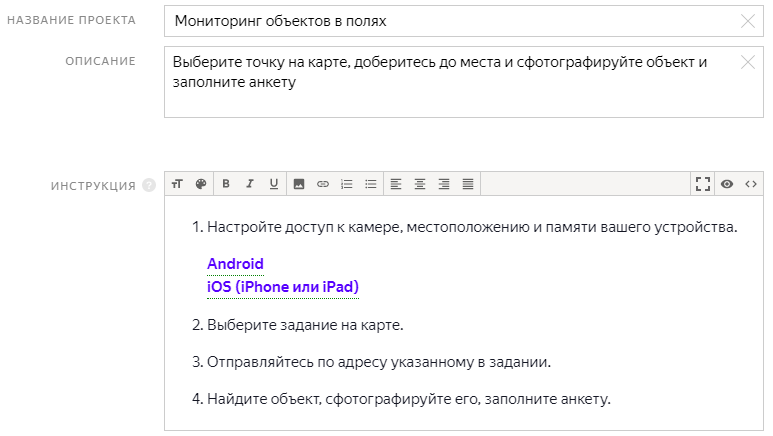 НАЗВАНИЕ ПРОЕКТА
Мониторинг объектов в полях
ОПИСАНИЕ
Выберите точку на карте, доберитесь до места и сфотографируйте объект и
заполните анкету
ИНСТРУКЦИЯ ?
тТ B I U
1. Настройте доступ к камере, местоположению и памяти вашего устройства.
Android
iOS (iPhone или iPad)
2. Выберите задание на карте.
3. Отправляйтесь по адресу указанному в задании.
4. Найдите объект, сфотографируйте его, заполните анкету.